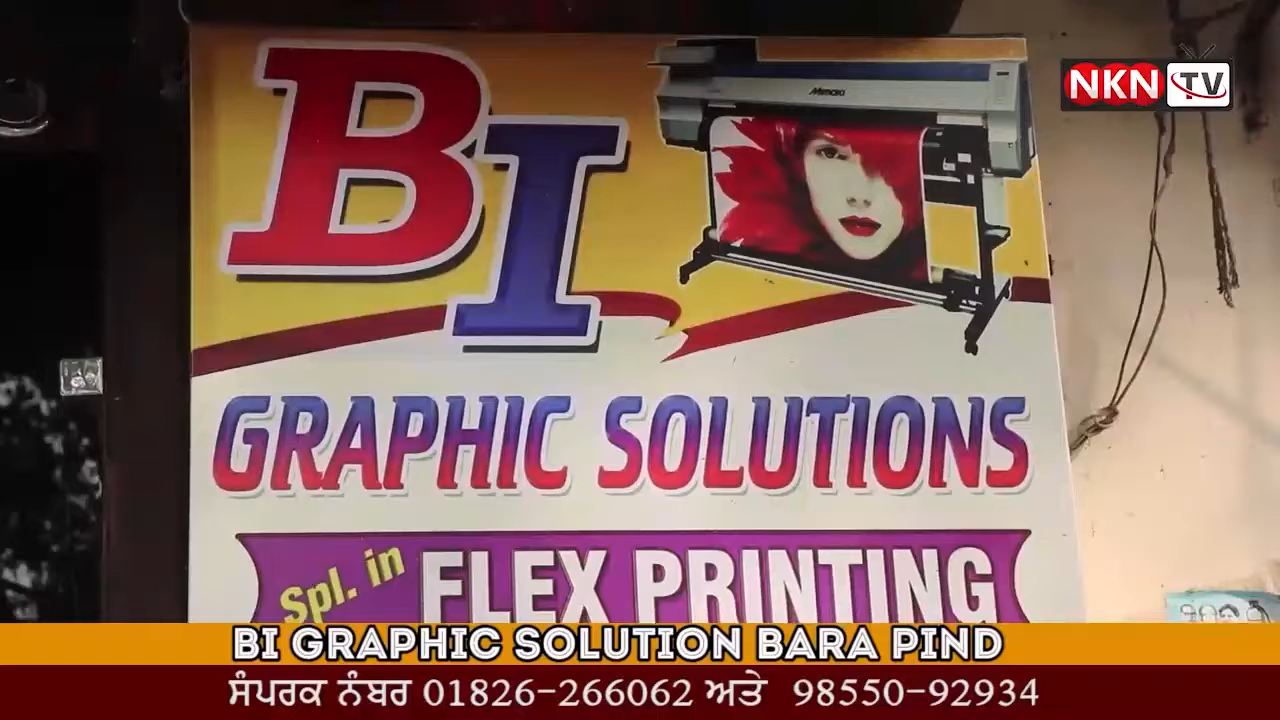 NKN TV
Mimaki
BI
GRAPHIC SOLUTIONS
Spl. in FLEX PRINTING
BI GRAPHIC SOLUTION BARA PIND
ਸੰਪਰਕ ਨੰਬਰ 01826-266062 ਅਤੇ 98550-92934